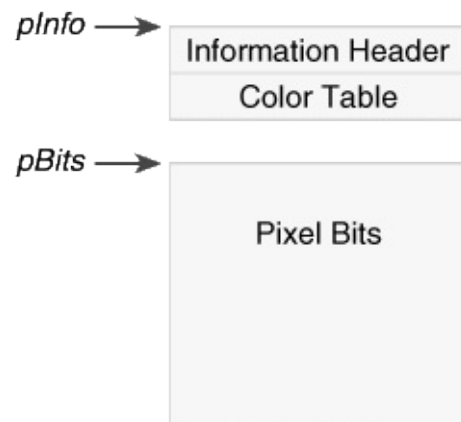 pInfo
Information Header
Color Table
pBits
Pixel Bits